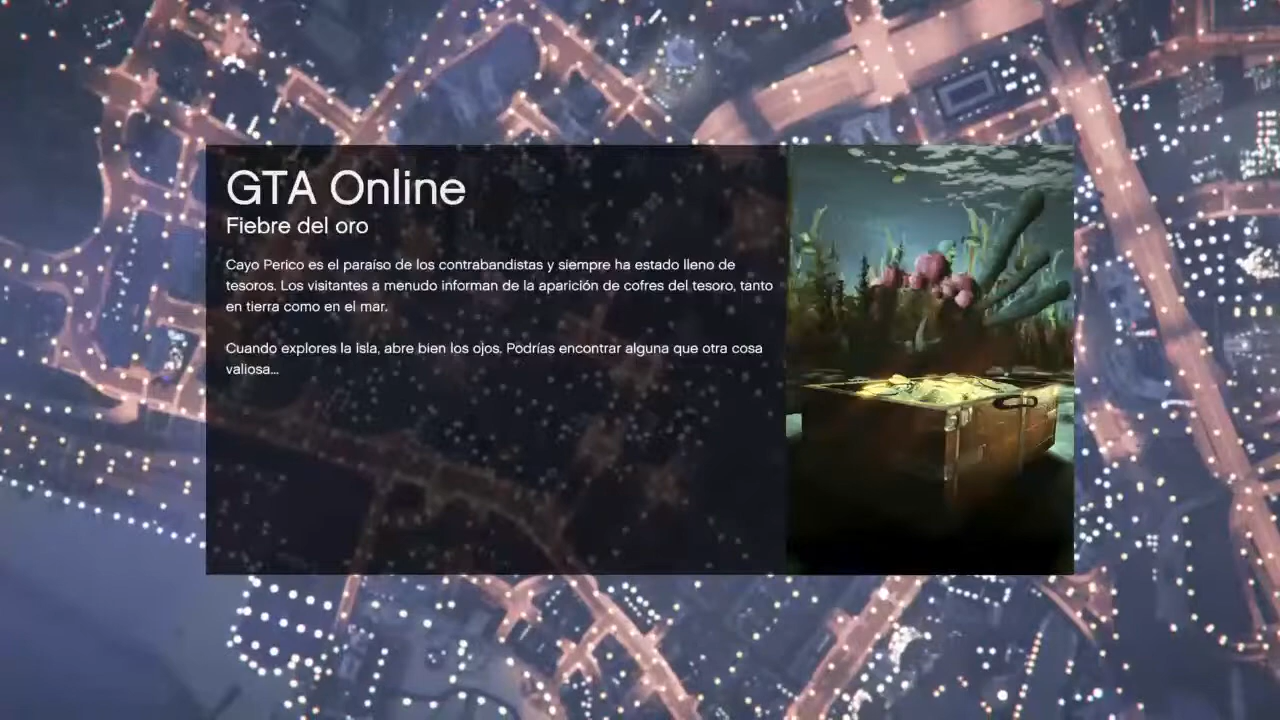 GTA Online
Fiebre del oro
Cayo Perico es el paraíso de los contrabandistas y siempre ha estado lleno de
tesoros. Los visitantes a menudo informan de la aparición de cofres del tesoro, tanto
en tierra como en el mar.
Cuando explores la isla, abre bien los ojos. Podrías encontrar alguna que otra cosa
valiosa...